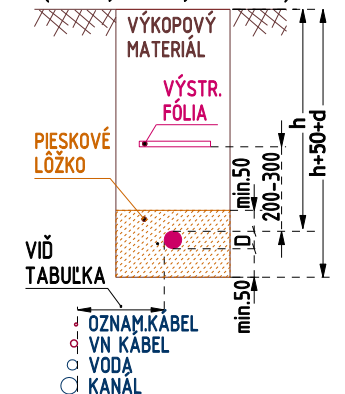 VÝKOPOVÝ
MATERIÁL
VÝSTR.
FÓLIA
PIESKOVÉ
LÔŽKO
min.50
200-300
h
h+50+d
D
min.50
VIĎ
TABUĽKA
OZNAM.KÁBEL
VN KÁBEL
VODA
KANÁL